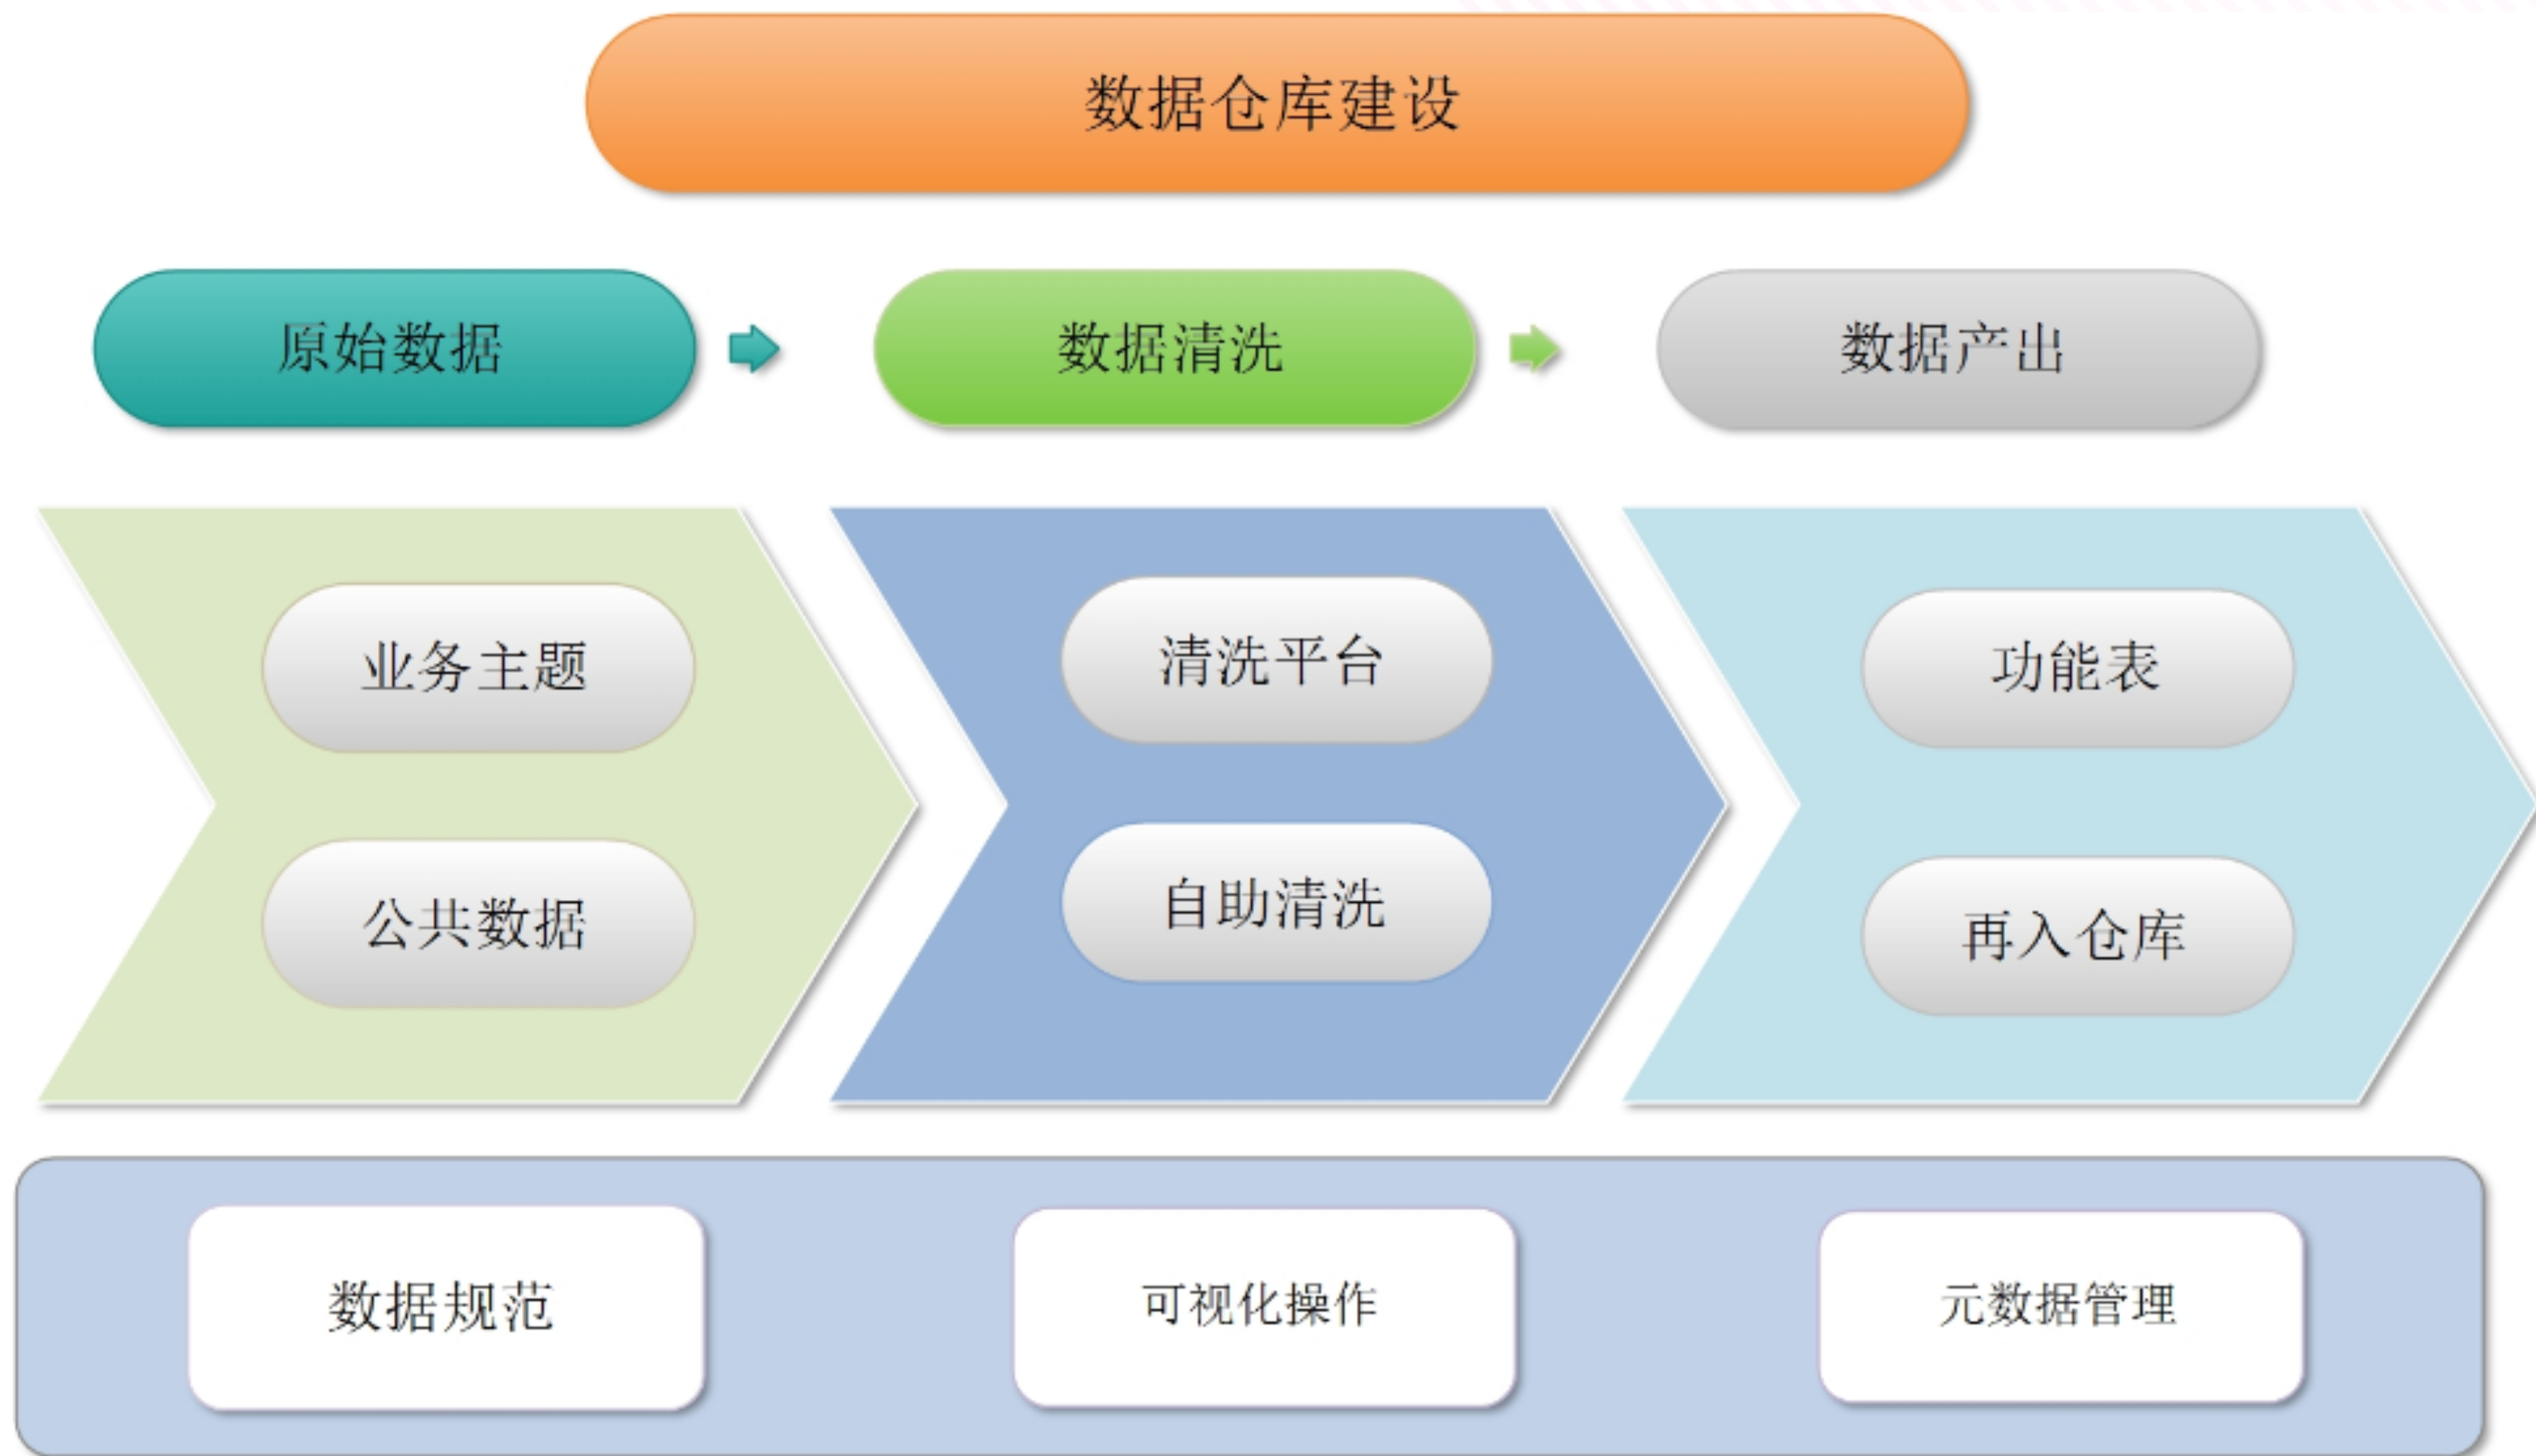 数据仓库建设
原始数据
数据清洗
数据产出
业务主题
清洗平台
功能表
公共数据
自助清洗
再入仓库
数据规范
可视化操作
元数据管理